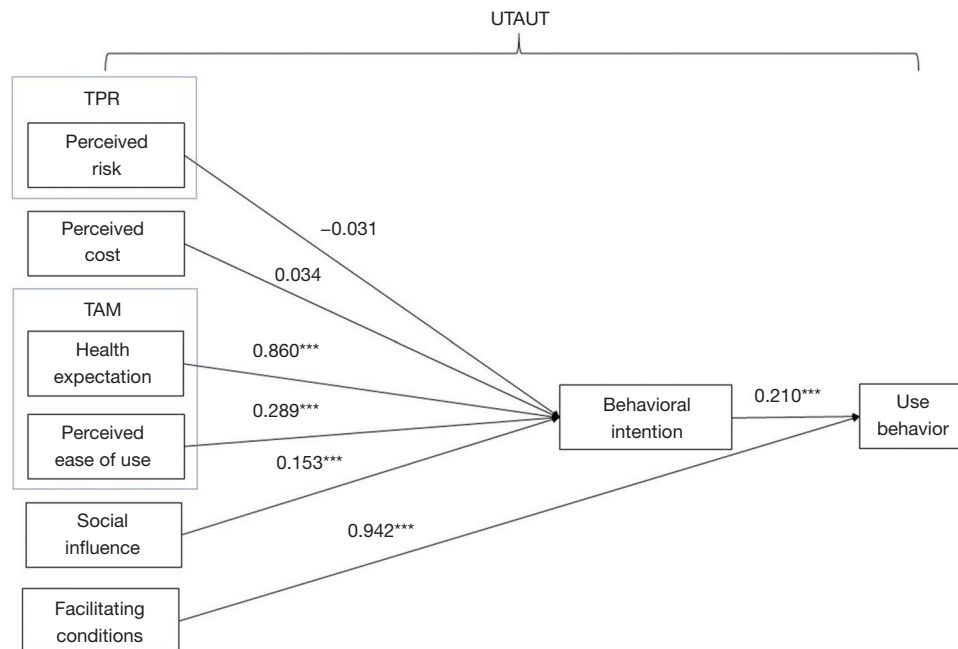 UTAUT
TPR
Perceived
risk
−0.031
Perceived
cost
0.034
TAM
Health
expectation
0.860***
Perceived
ease of use
0.289***
0.153***
Behavioral
intention
0.210***
Use
behavior
Social
influence
0.942***
Facilitating
conditions